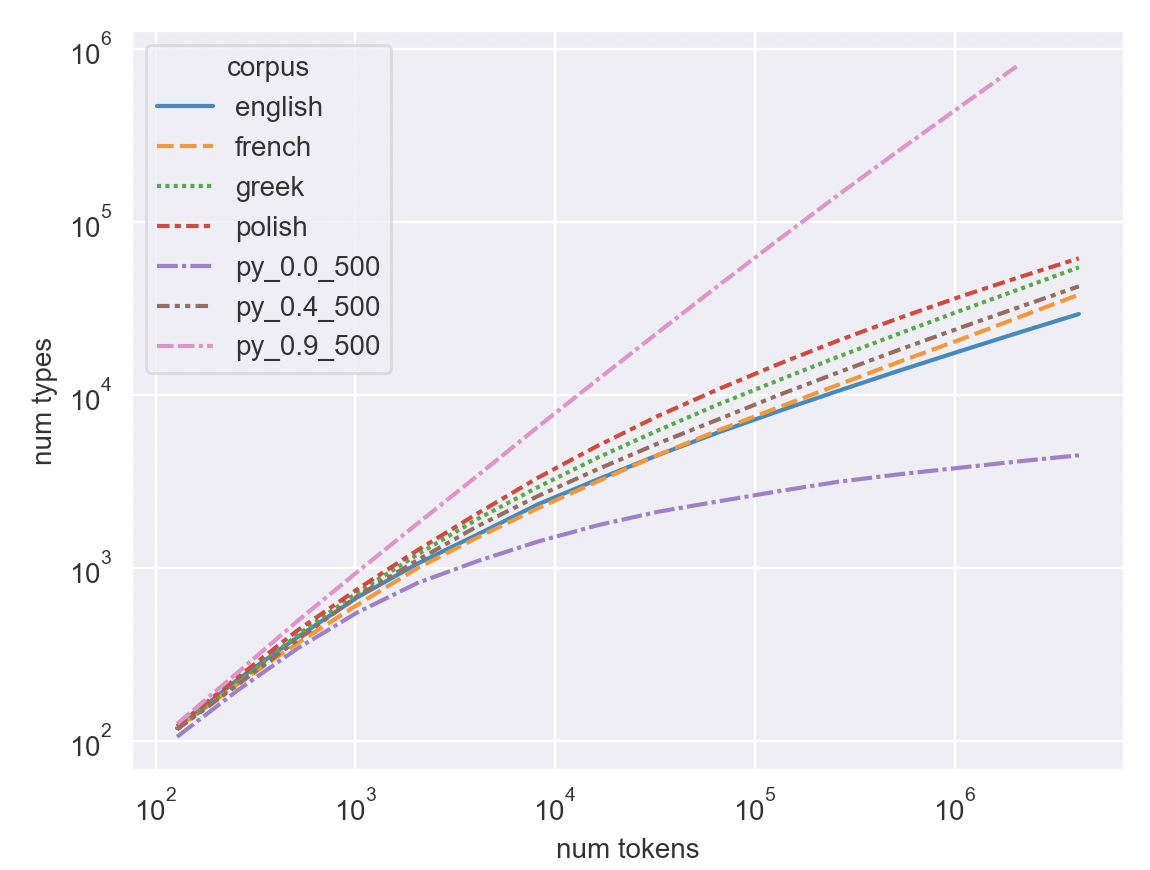 10^6
10^5
10^4
10^3
10^2
num types
corpus
english
french
greek
polish
py_0.0_500
py_0.4_500
py_0.9_500
10^2 10^3 10^4 10^5 10^6
num tokens